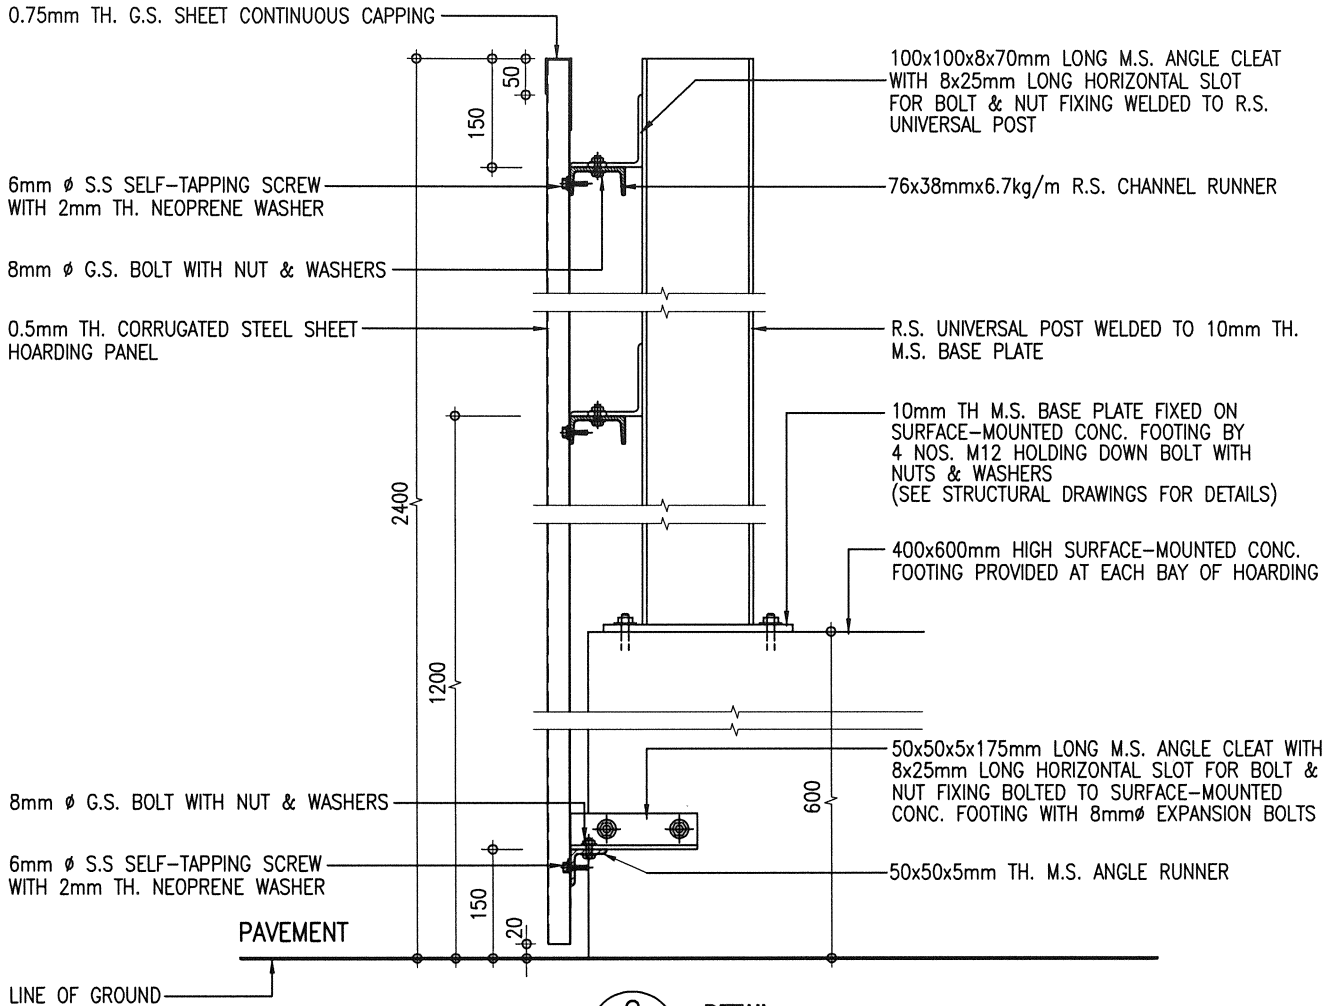 0.75mm TH. G.S. SHEET CONTINUOUS CAPPING
50
150
100x100x8x70mm LONG M.S. ANGLE CLEAT
WITH 8x25mm LONG HORIZONTAL SLOT
FOR BOLT & NUT FIXING WELDED TO R.S.
UNIVERSAL POST
6mm ø S.S SELF-TAPPING SCREW
WITH 2mm TH. NEOPRENE WASHER
76x38mmx6.7kg/m R.S. CHANNEL RUNNER
8mm ø G.S. BOLT WITH NUT & WASHERS
0.5mm TH. CORRUGATED STEEL SHEET
HOARDING PANEL
R.S. UNIVERSAL POST WELDED TO 10mm TH.
M.S. BASE PLATE
10mm TH M.S. BASE PLATE FIXED ON
SURFACE-MOUNTED CONC. FOOTING BY
4 NOS. M12 HOLDING DOWN BOLT WITH
NUTS & WASHERS
(SEE STRUCTURAL DRAWINGS FOR DETAILS)
2400
400x600mm HIGH SURFACE-MOUNTED CONC.
FOOTING PROVIDED AT EACH BAY OF HOARDING
1200
50x50x5x175mm LONG M.S. ANGLE CLEAT WITH
8x25mm LONG HORIZONTAL SLOT FOR BOLT &
NUT FIXING BOLTED TO SURFACE-MOUNTED
CONC. FOOTING WITH 8mmø EXPANSION BOLTS
600
8mm ø G.S. BOLT WITH NUT & WASHERS
6mm ø S.S SELF-TAPPING SCREW
WITH 2mm TH. NEOPRENE WASHER
50x50x5mm TH. M.S. ANGLE RUNNER
150
20
PAVEMENT
LINE OF GROUND
DETAIL